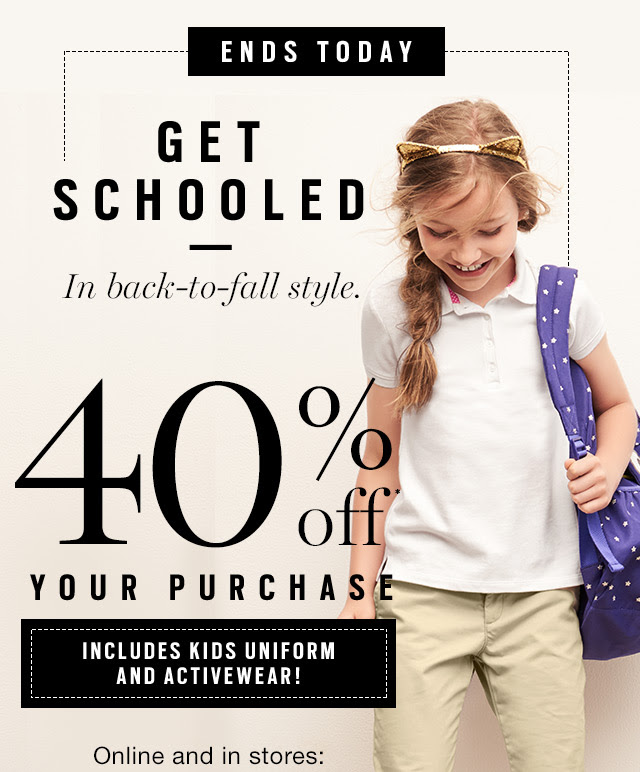 ENDS TODAY
GET
SCHOOLED
In back-to-fall style.
40% off*
YOUR PURCHASE
INCLUDES KIDS UNIFORM
AND ACTIVEWEAR!
Online and in stores: